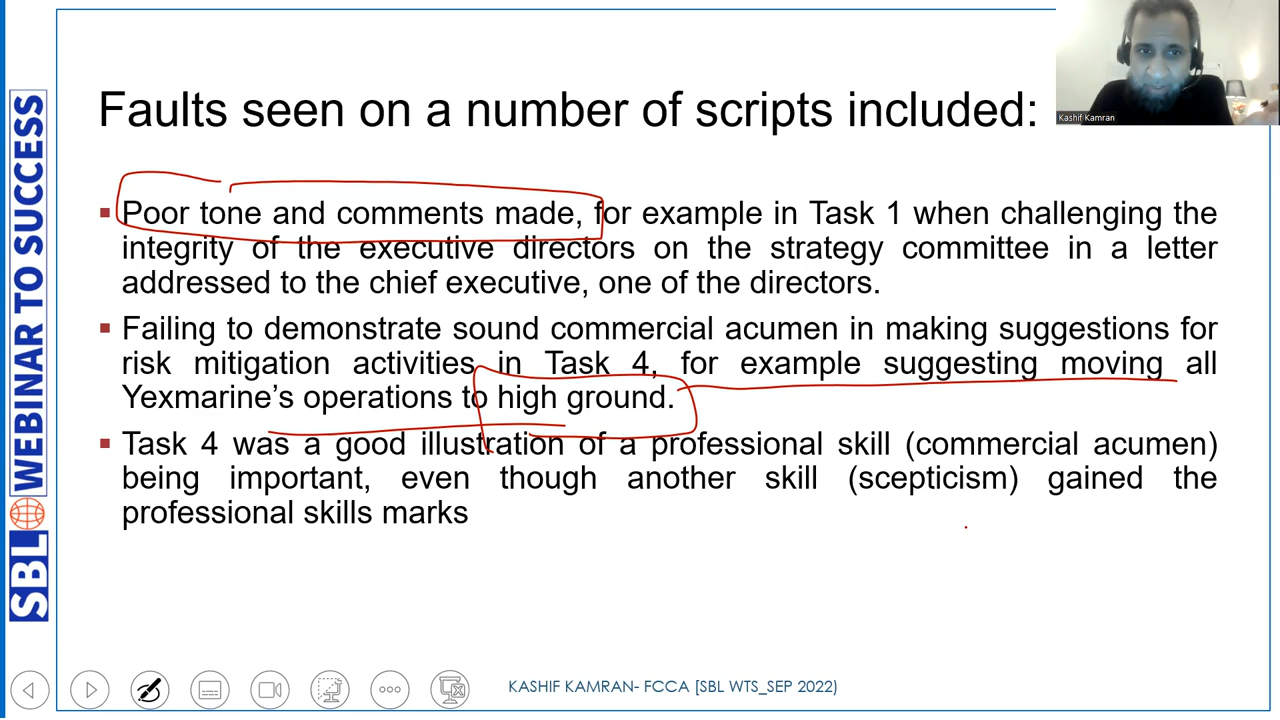 Faults seen on a number of scripts included:
Kashif Kamran
▪ Poor tone and comments made, for example in Task 1 when challenging the
integrity of the executive directors on the strategy committee in a letter
addressed to the chief executive, one of the directors.
▪ Failing to demonstrate sound commercial acumen in making suggestions for
risk mitigation activities in Task 4, for example suggesting moving all
Yexmarine’s operations to high ground.
▪ Task 4 was a good illustration of a professional skill (commercial acumen)
being important, even though another skill (scepticism) gained the
professional skills marks
SBL WEBINAR TO SUCCESS
KASHIF KAMRAN- FCCA [SBL WTS_SEP 2022)